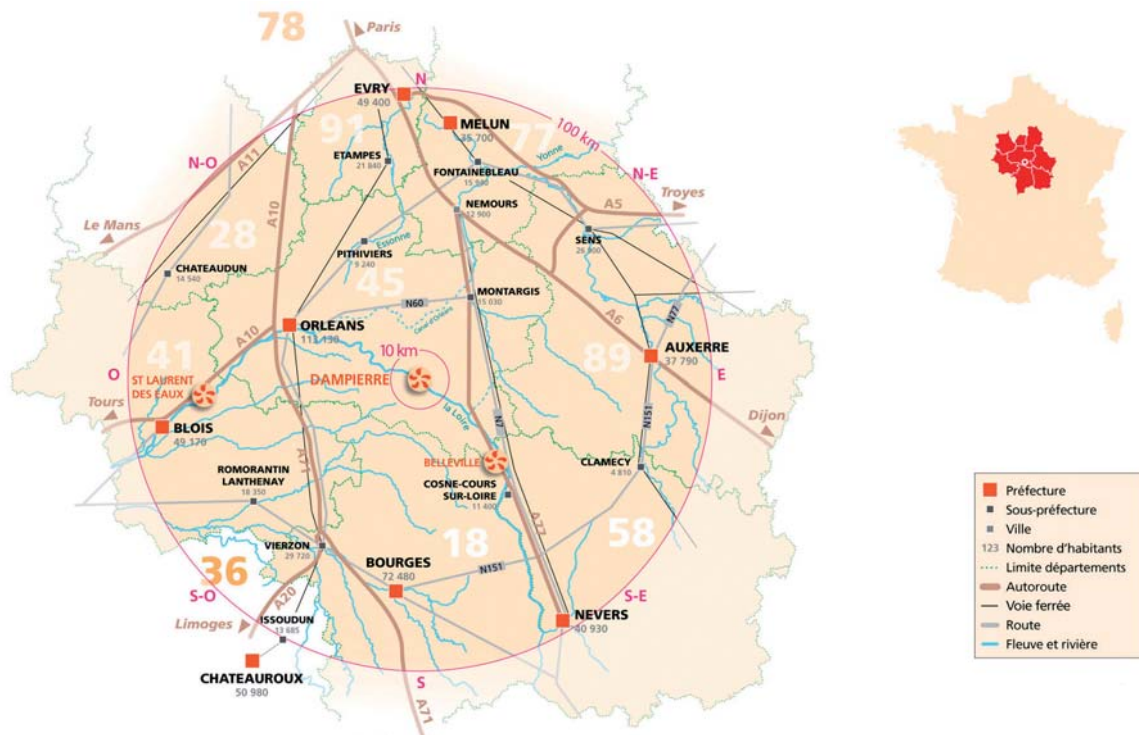 78
Paris
N
EVRY
49 400
MELUN
35 700
91
77
100 km
Yonne
ETAMPES
21 840
FONTAINEBLEAU
15 940
N-O
A11
A10
N-E
Troyes
A5
NEMOURS
12 900
SENS
26 900
Le Mans
28
Essonne
PITHIVIERS
9 240
CHATEAUDUN
14 540
45
N60
MONTARGIS
15 030
Canal d'Orléans
A6
N77
ORLEANS
113 130
A10
AUXERRE
37 790
41
10 km
89
O
ST LAURENT
DES EAUX
DAMPIERRE
E
Tours
la Loire
N7
N151
Dijon
BLOIS
49 170
BELLEVILLE
CLAMECY
4 810
ROMORANTIN
LANTHENAY
18 350
A71
COSNE-COURS
SUR-LOIRE
11 400
A77
VIERZON
29 720
18
58
36
BOURGES
72 480
N151
S-O
A20
S-E
Limoges
ISSOUDUN
13 685
NEVERS
40 930
CHATEAUROUX
50 980
S
A71
Préfecture
Sous-préfecture
Ville
123 Nombre d'habitants
Limite départements
Autoroute
Voie ferrée
Route
Fleuve et rivière